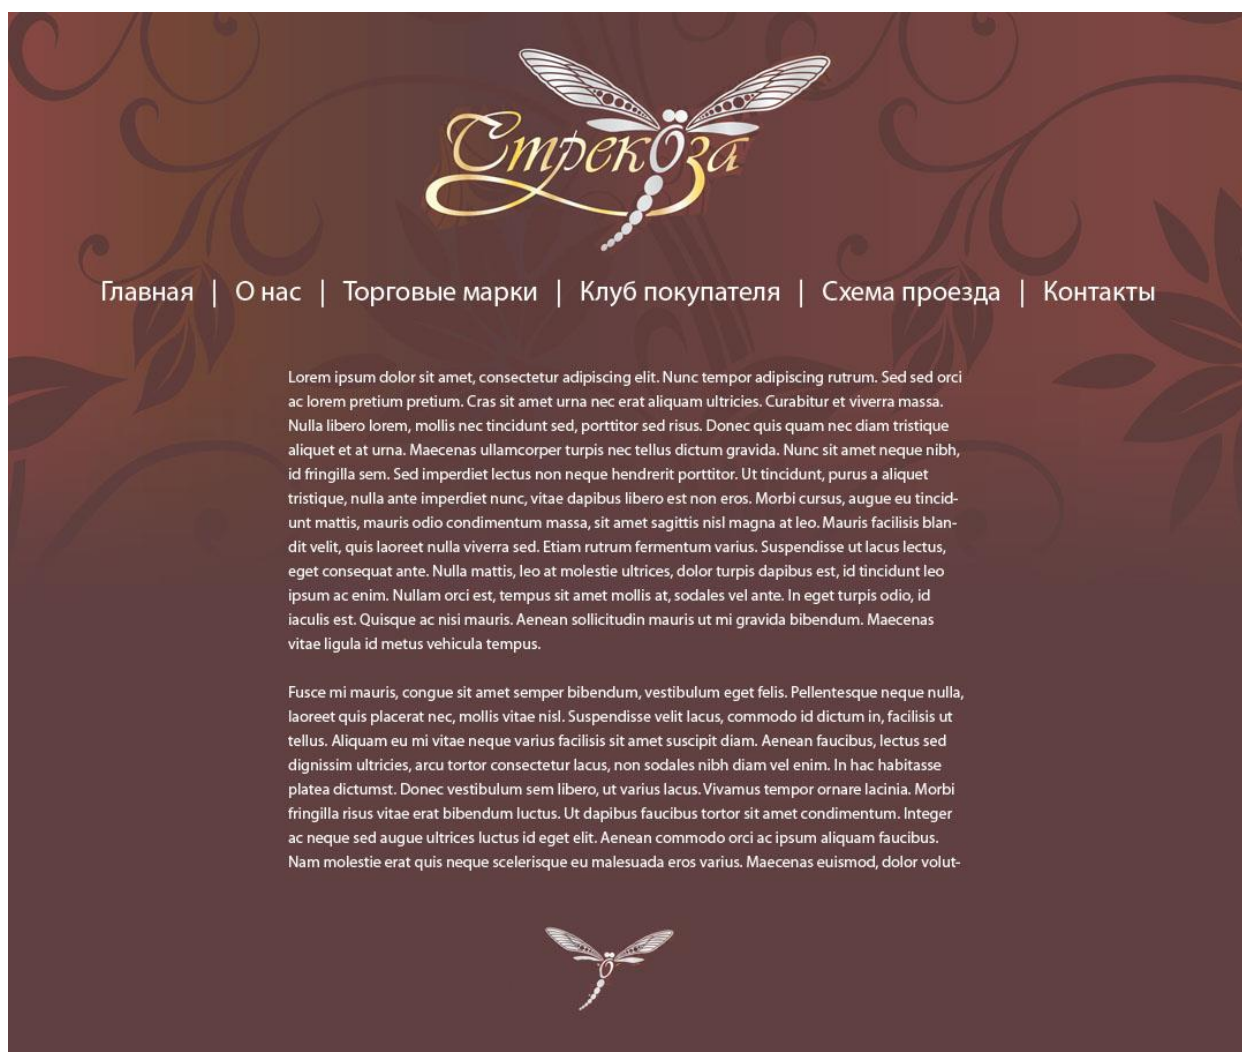 Стрекоза
Главная | О нас | Торговые марки | Клуб покупателя | Схема проезда | Контакты
Lorem ipsum dolor sit amet, consectetur adipiscing elit. Nunc tempor adipiscing rutrum. Sed sed orci
ac lorem pretium pretium. Cras sit amet urna nec erat aliquam ultricies. Curabitur et viverra massa.
Nulla libero lorem, mollis nec tincidunt sed, porttitor sed risus. Donec quis quam nec diam tristique
aliquet et at urna. Maecenas ullamcorper turpis nec tellus dictum gravida. Nunc sit amet neque nibh,
id fringilla sem. Sed imperdiet lectus non neque hendrerit porttitor. Ut tincidunt, purus a aliquet
tristique, nulla ante imperdiet nunc, vitae dapibus libero est non eros. Morbi cursus, augue eu tincid-
unt mattis, mauris odio condimentum massa, sit amet sagittis nisl magna at leo. Mauris facilisis blan-
dit velit, quis laoreet nulla viverra sed. Etiam rutrum fermentum varius. Suspendisse ut lacus lectus,
eget consequat ante. Nulla mattis, leo at molestie ultrices, dolor turpis dapibus est, id tincidunt leo
ipsum ac enim. Nullam orci est, tempus sit amet mollis at, sodales vel ante. In eget turpis odio, id
iaculis est. Quisque ac nisi mauris. Aenean sollicitudin mauris ut mi gravida bibendum. Maecenas
vitae ligula id metus vehicula tempus.
Fusce mi mauris, congue sit amet semper bibendum, vestibulum eget felis. Pellentesque neque nulla,
laoreet quis placerat nec, mollis vitae nisl. Suspendisse velit lacus, commodo id dictum in, facilisis ut
tellus. Aliquam eu mi vitae neque varius facilisis sit amet suscipit diam. Aenean faucibus, lectus sed
dignissim ultricies, arcu tortor consectetur lacus, non sodales nibh diam vel enim. In hac habitasse
platea dictumst. Donec vestibulum sem libero, ut varius lacus. Vivamus tempor ornare lacinia. Morbi
fringilla risus vitae erat bibendum luctus. Ut dapibus faucibus tortor sit amet condimentum. Integer
ac neque sed augue ultrices luctus id eget elit. Aenean commodo orci ac ipsum aliquam faucibus.
Nam molestie erat quis neque scelerisque eu malesuada eros varius. Maecenas euismod, dolor volut-